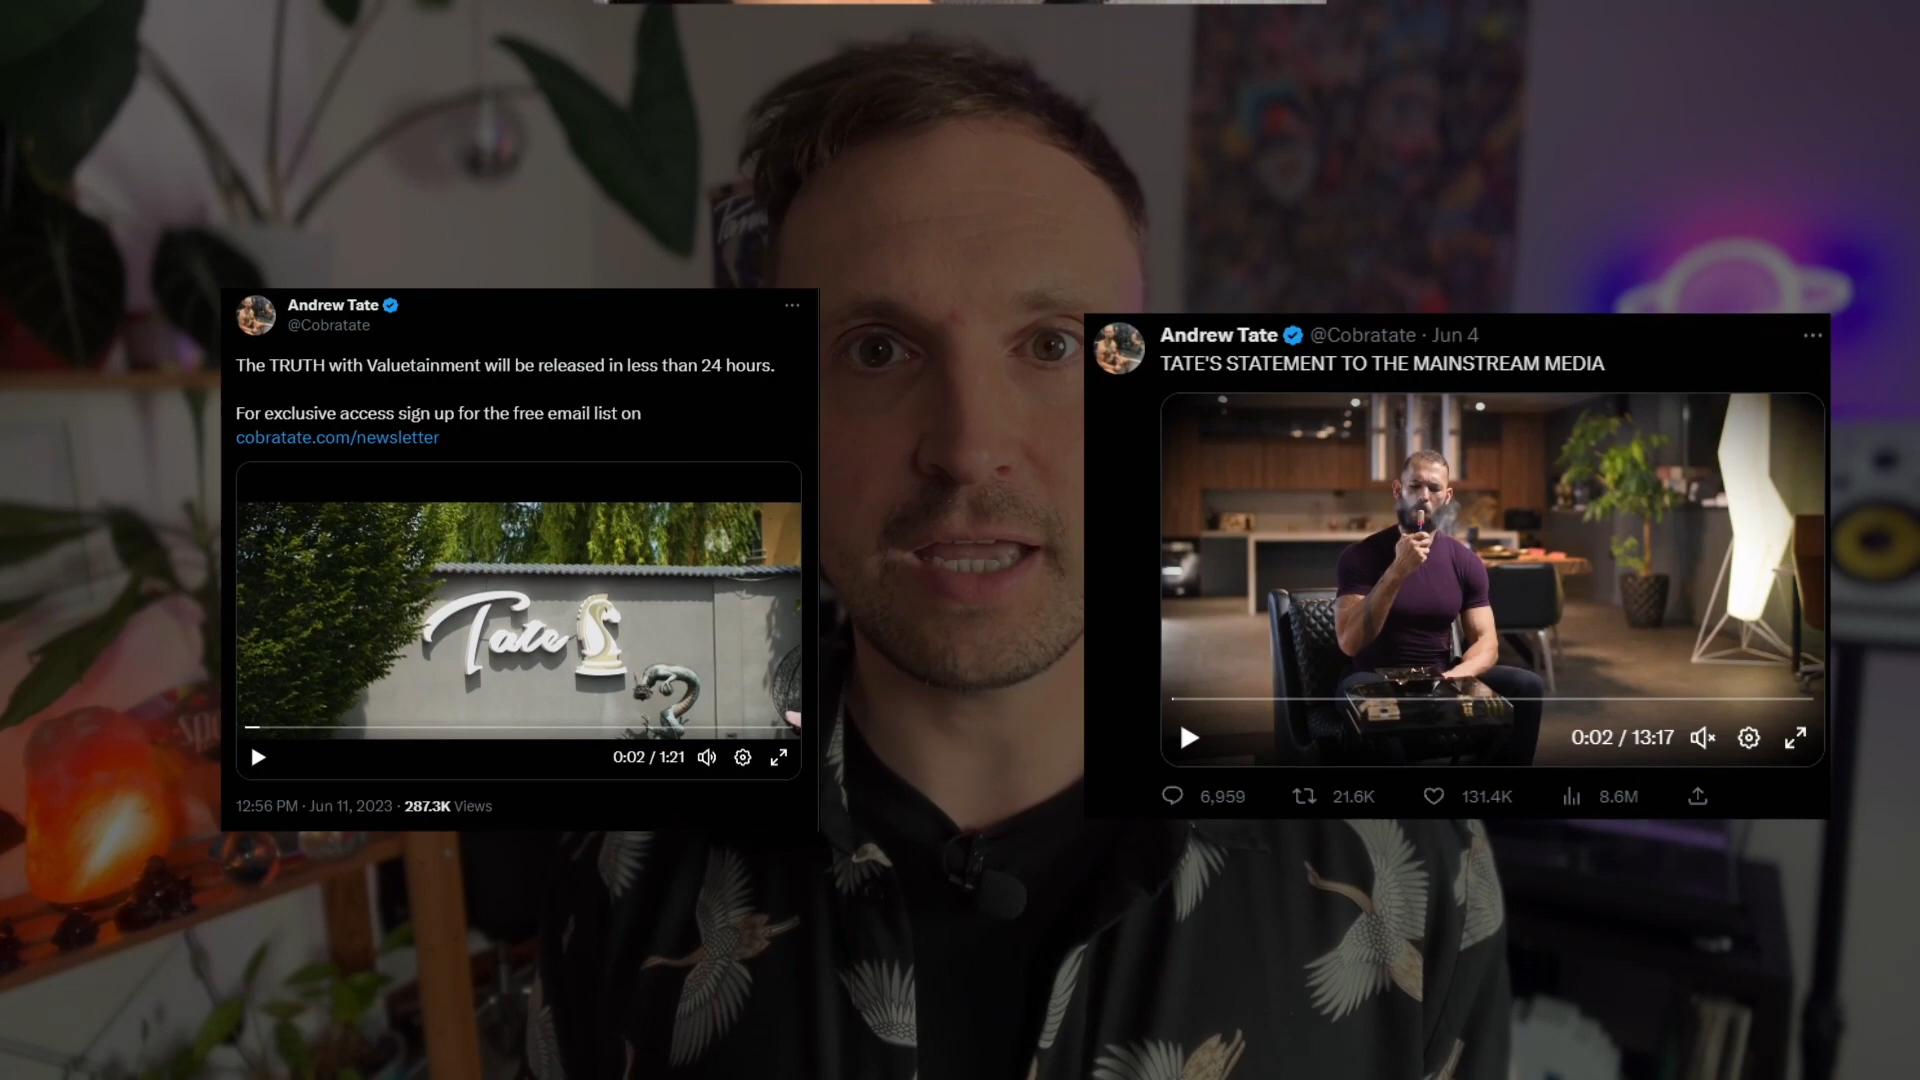 Andrew Tate
@Cobratate
The TRUTH with Valuetainment will be released in less than 24 hours.
For exclusive access sign up for the free email list on
cobratate.com/newsletter
Tate
0:02 / 1:21
12:56 PM · Jun 11, 2023 · 287.3K Views
Andrew Tate @Cobratate · Jun 4
TATE'S STATEMENT TO THE MAINSTREAM MEDIA
0:02 / 13:17
6,959 21.6K 131.4K 8.6M